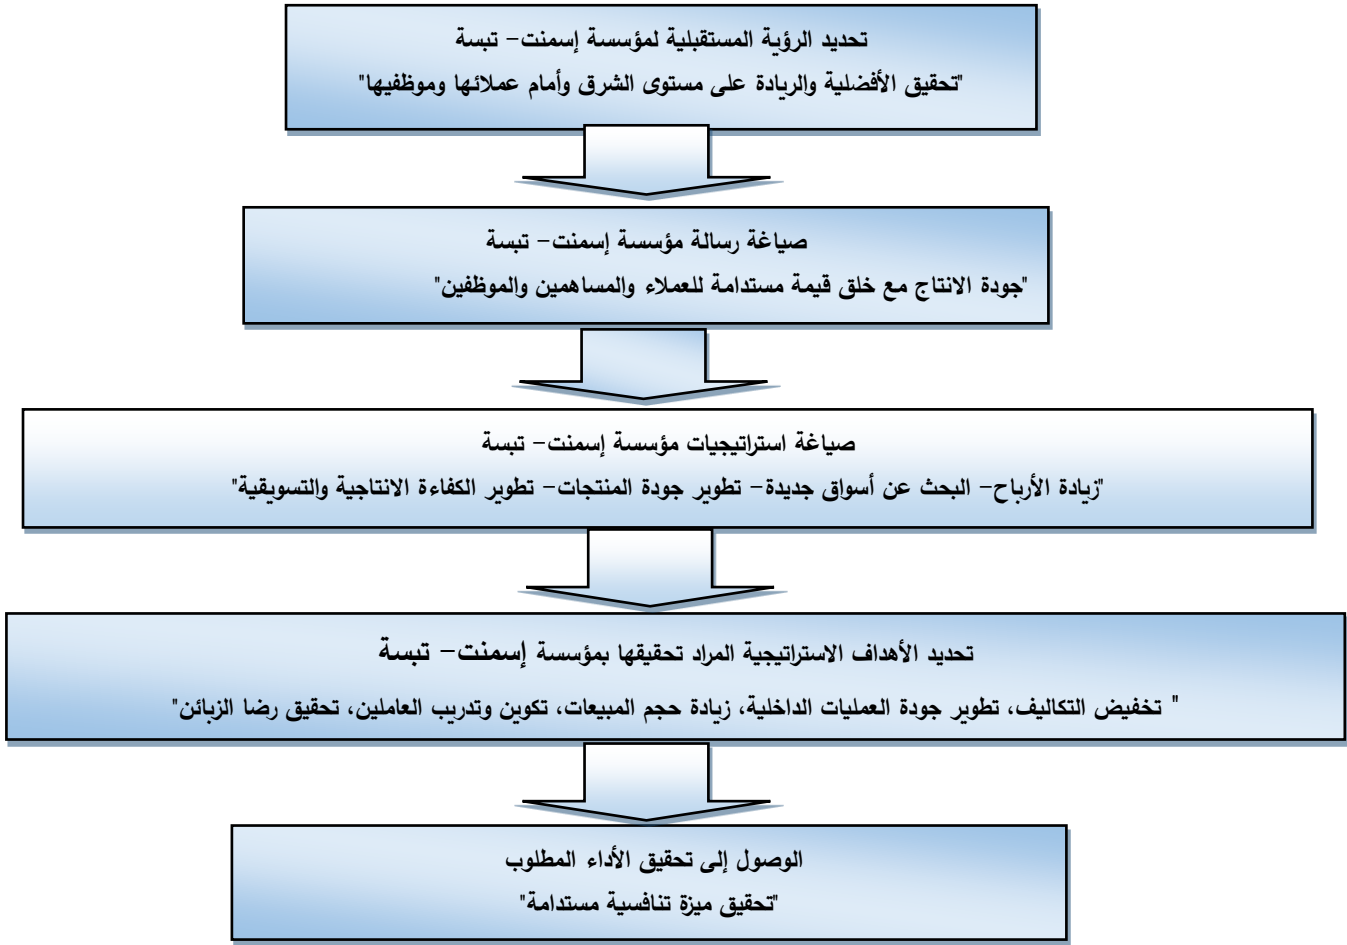 تحديد الرؤية المستقبلية لمؤسسة إسمنت– تبسة
"تحقيق الأفضلية والريادة على مستوى الشرق وأمام عملائها وموظفيها"
صياغة رسالة مؤسسة إسمنت– تبسة
"جودة الانتاج مع خلق قيمة مستدامة للعملاء والمساهمين والموظفين"
صياغة استراتيجيات مؤسسة إسمنت– تبسة
"زيادة الأرباح– البحث عن أسواق جديدة– تطوير جودة المنتجات– تطوير الكفاءة الانتاجية والتسويقية"
تحديد الأهداف الاستراتيجية المراد تحقيقها بمؤسسة إسمنت– تبسة
" تخفيض التكاليف، تطوير جودة العمليات الداخلية، زيادة حجم المبيعات، تكوين وتدريب العاملين، تحقيق رضا الزبائن"
الوصول إلى تحقيق الأداء المطلوب
"تحقيق ميزة تنافسية مستدامة"